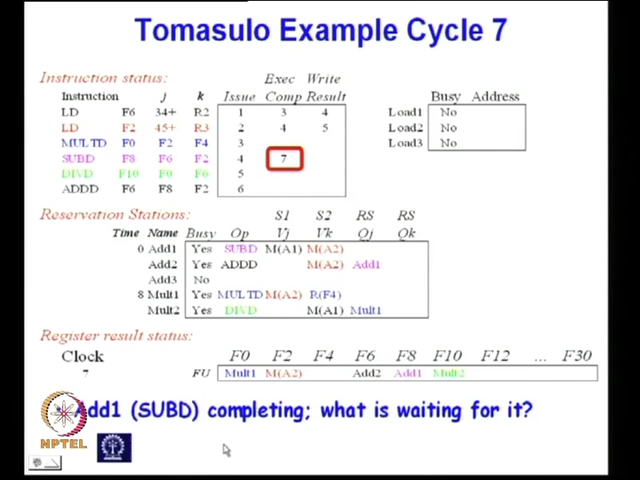 Tomasulo Example Cycle 7
Instruction status:
Exec Write
Instruction j k Issue Comp Result Busy Address
LD F6 34+ R2 1 3 4 Load1 No
LD F2 45+ R3 2 4 5 Load2 No
MULTD F0 F2 F4 3 Load3 No
SUBD F8 F6 F2 4 7
DIVD F10 F0 F6 5
ADDD F6 F8 F2 6
Reservation Stations: S1 S2 RS RS
Time Name Busy Op Vj Vk Qj Qk
0 Add1 Yes SUBD M(A1) M(A2)
Add2 Yes ADDD M(A2) Add1
Add3 No
8 Mult1 Yes MULTD M(A2) R(F4)
Mult2 Yes DIVD M(A1) Mult1
Register result status:
Clock F0 F2 F4 F6 F8 F10 F12 ... F30
7 FU Mult1 M(A2) Add2 Add1 Mult2
Add1 (SUBD) completing; what is waiting for it?
NPTEL